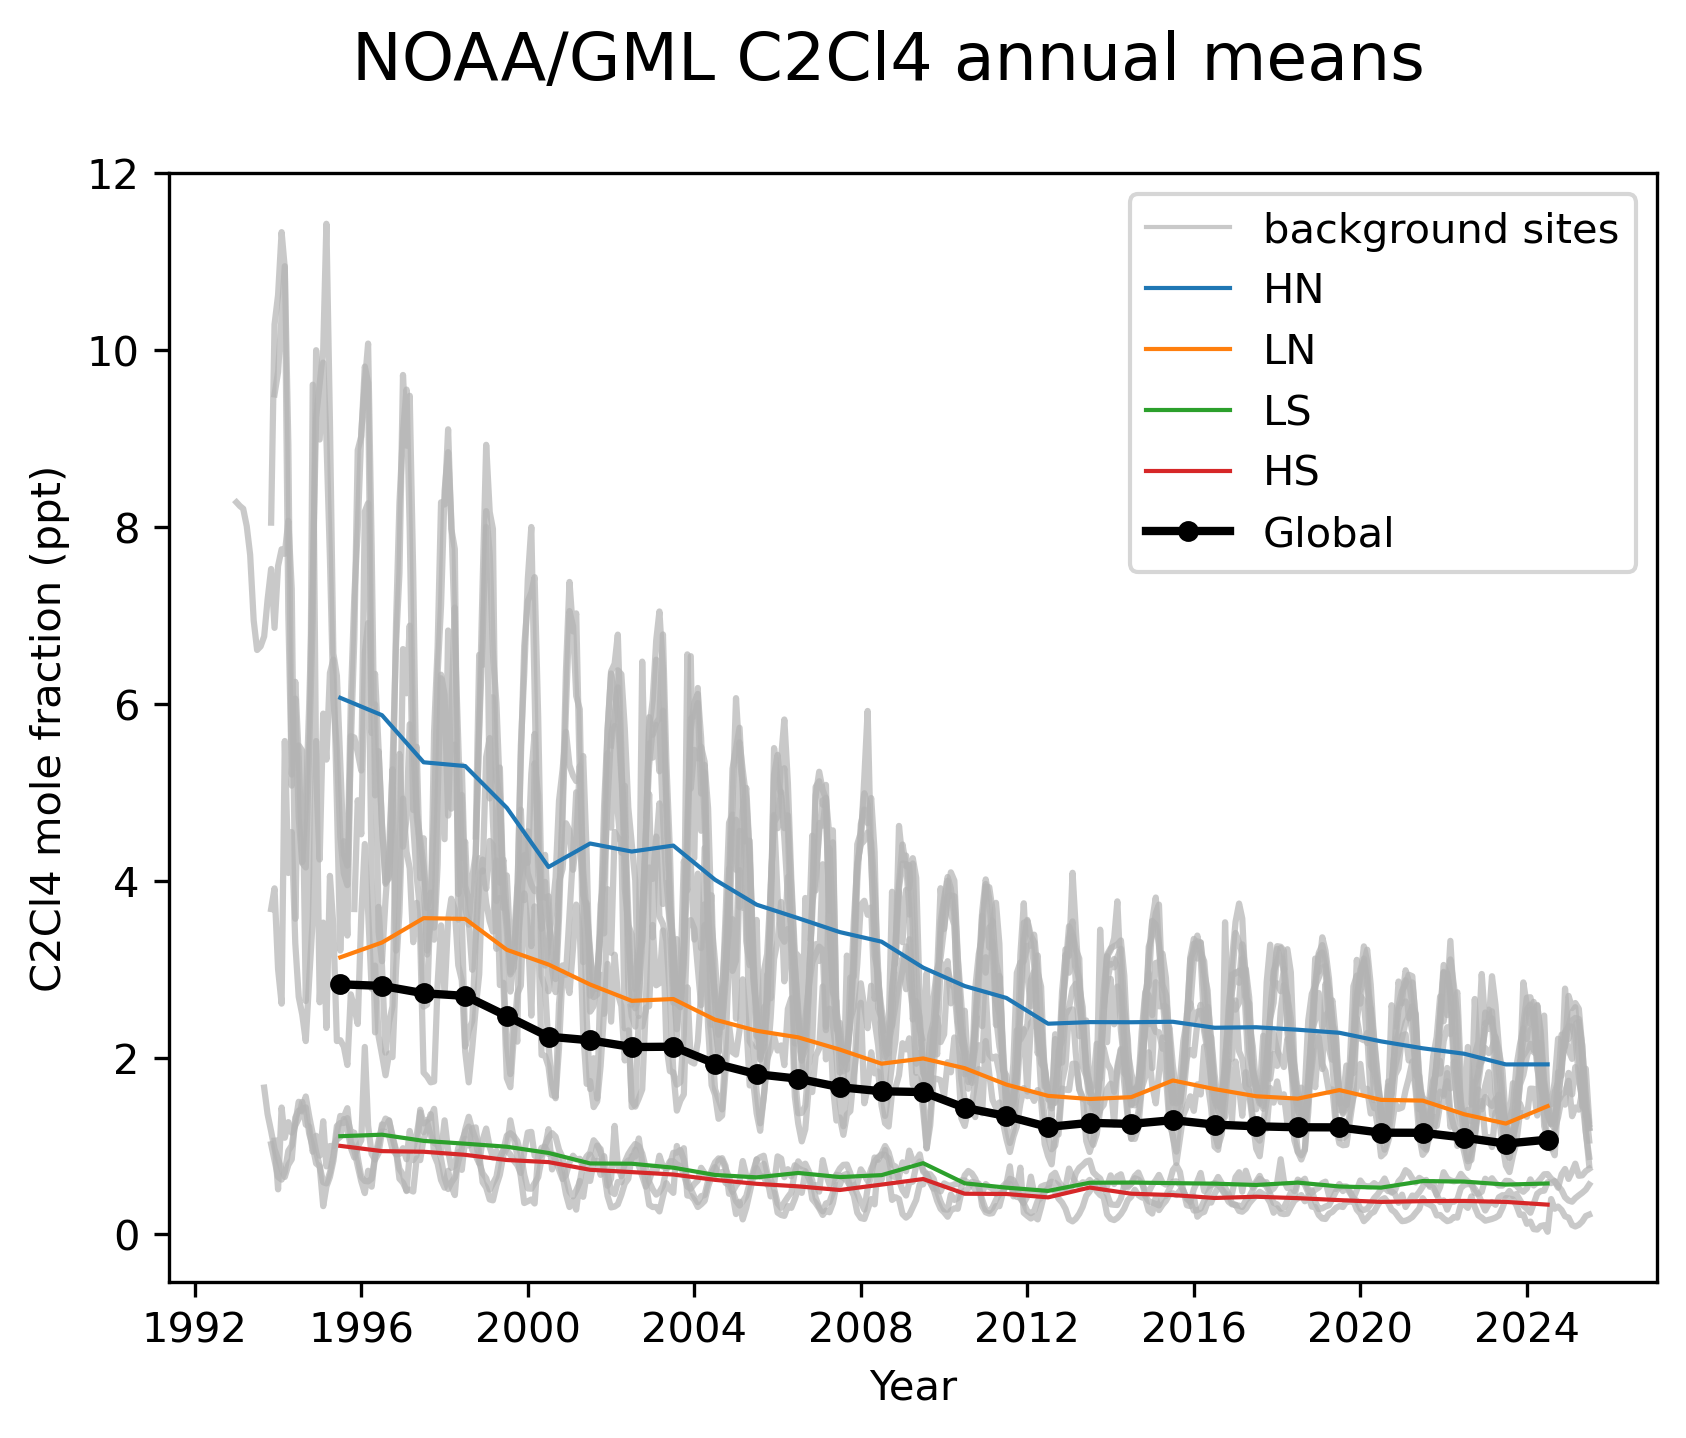 NOAA/GML C2Cl4 annual means
12
10
8
6
4
2
0
C2Cl4 mole fraction (ppt)
background sites
HN
LN
LS
HS
Global
1992 1996 2000 2004 2008 2012 2016 2020 2024
Year